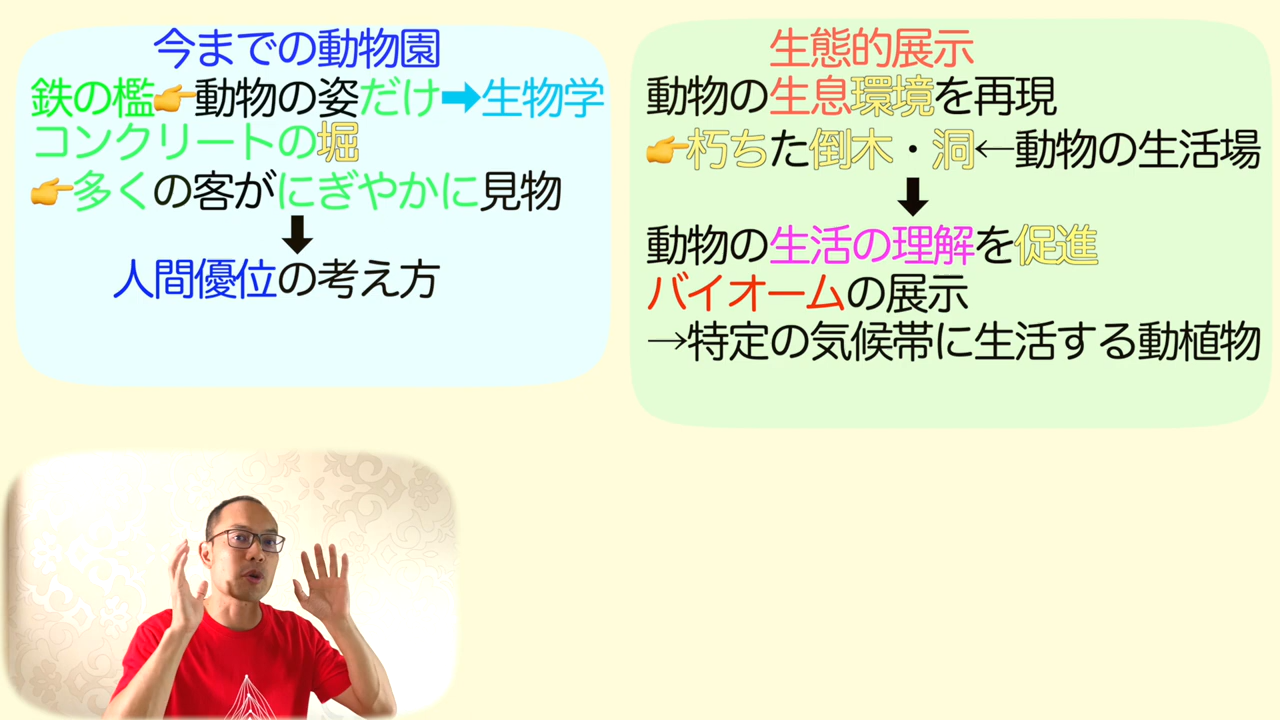 今までの動物園
鉄の檻👉動物の姿だけ➡生物学
コンクリートの堀
👉多くの客がにぎやかに見物
⬇
人間優位の考え方
生態的展示
動物の生息環境を再現
👉朽ちた倒木・洞←動物の生活場
⬇
動物の生活の理解を促進
バイオームの展示
→特定の気候帯に生活する動植物